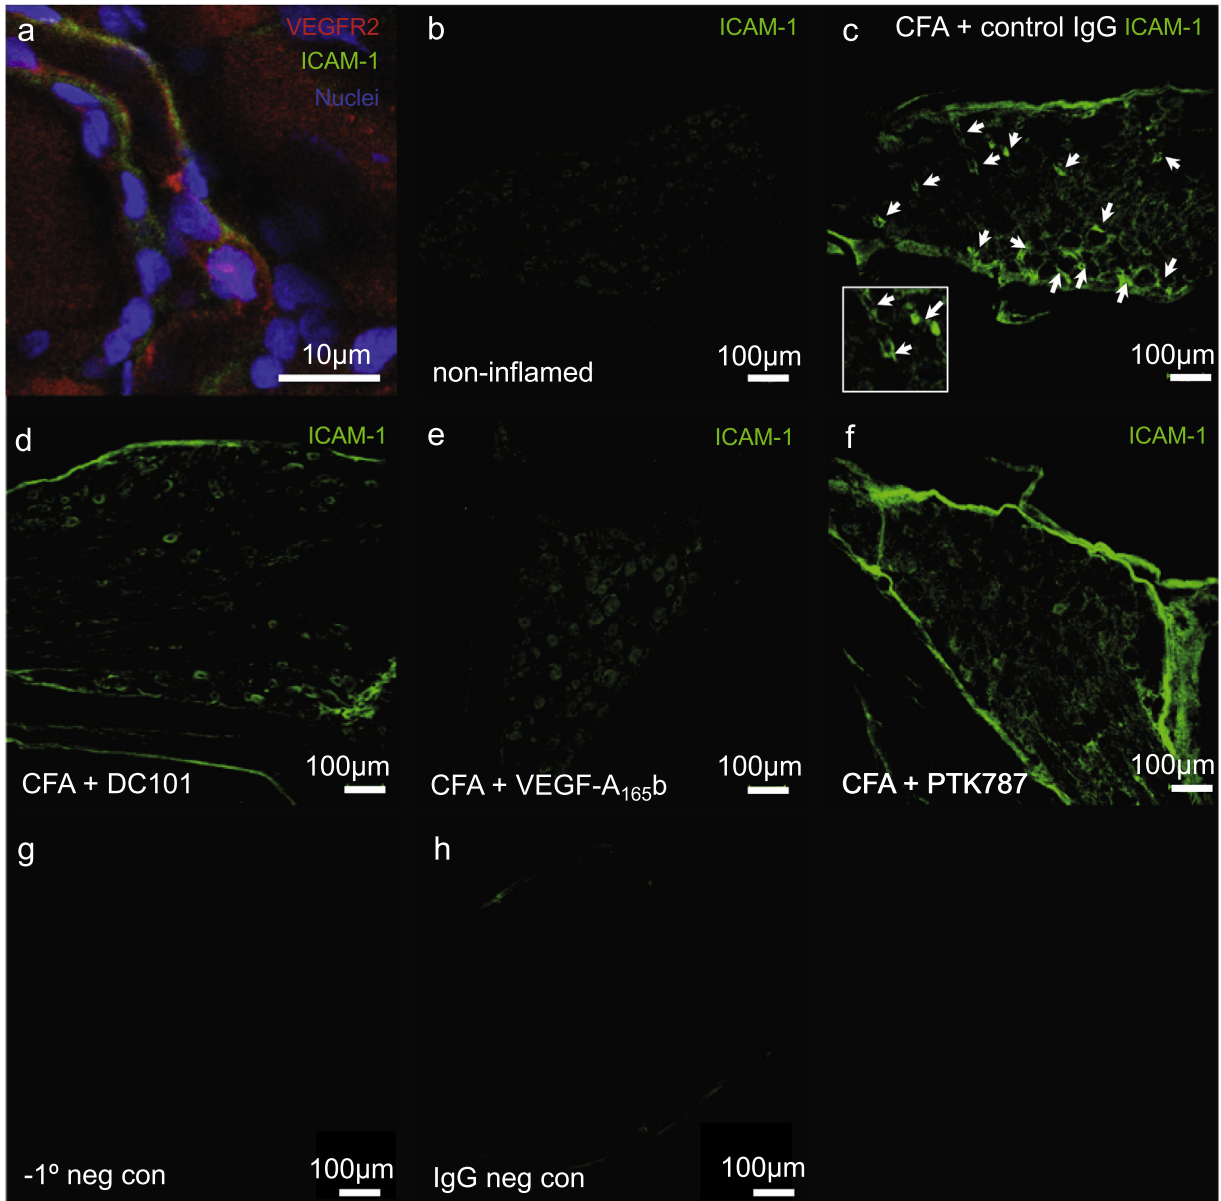 a
VEGFR2
ICAM-1
Nuclei
10μm
b
ICAM-1
non-inflamed
100μm
c
CFA + control IgG ICAM-1
100μm
d
ICAM-1
CFA + DC101
100μm
e
ICAM-1
CFA + VEGF-A₁₆₅b
100μm
f
ICAM-1
CFA + PTK787
100μm
g
-1º neg con
100μm
h
IgG neg con
100μm